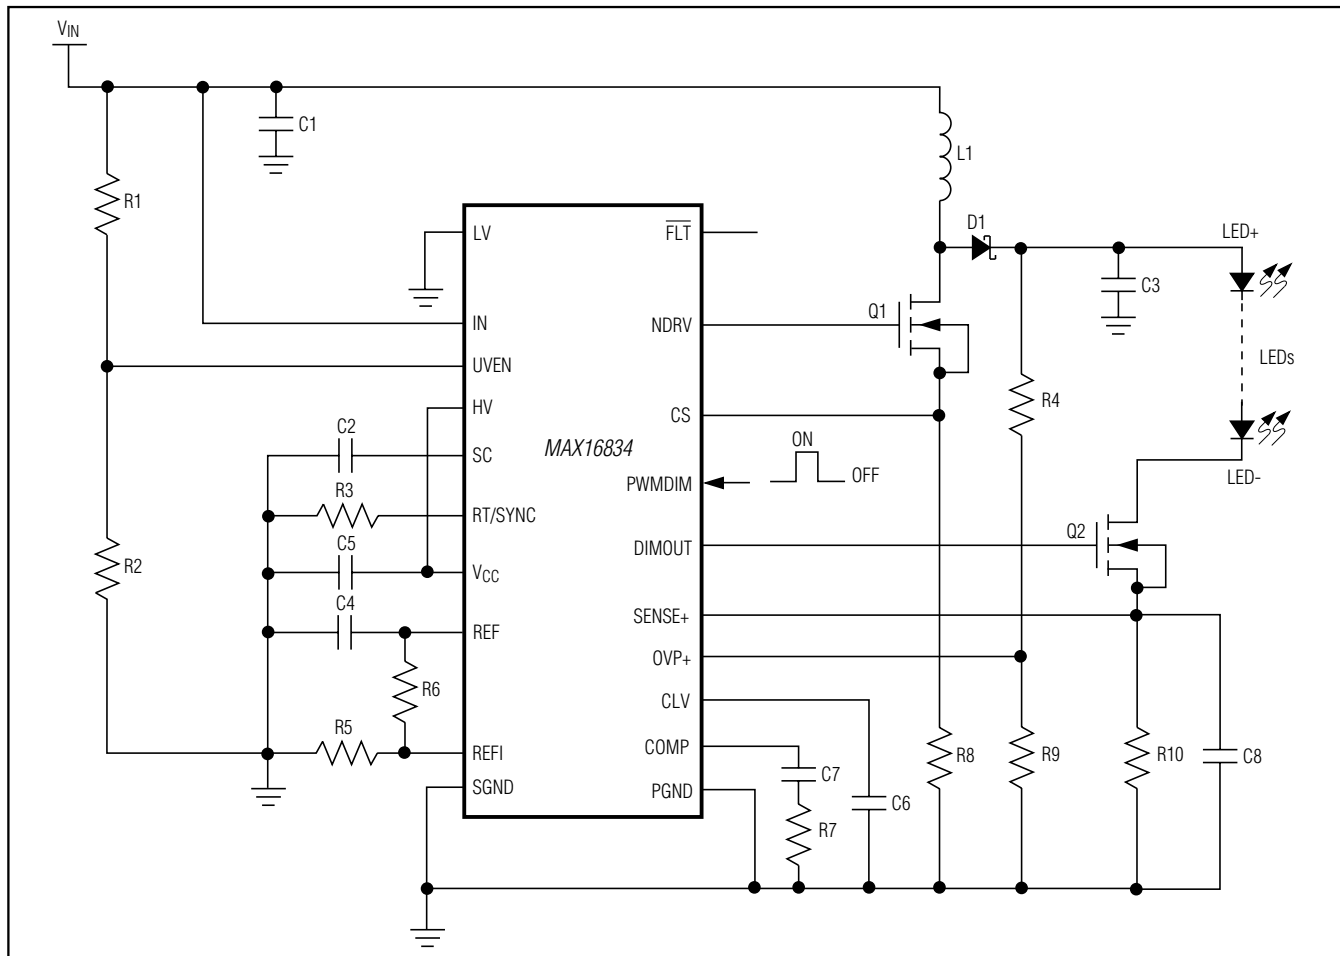 VIN
C1
L1
R1
LV
FLT
D1
LED+
C3
IN
NDRV
Q1
LEDs
UVEN
HV
CS
R4
C2
SC
MAX16834
ON
PWMDIM
OFF
LED-
R3
RT/SYNC
DIMOUT
Q2
R2
C5
VCC
C4
REF
SENSE+
R6
OVP+
CLV
R5
REFI
COMP
R8
R9
R10
C8
C7
SGND
PGND
C6
R7